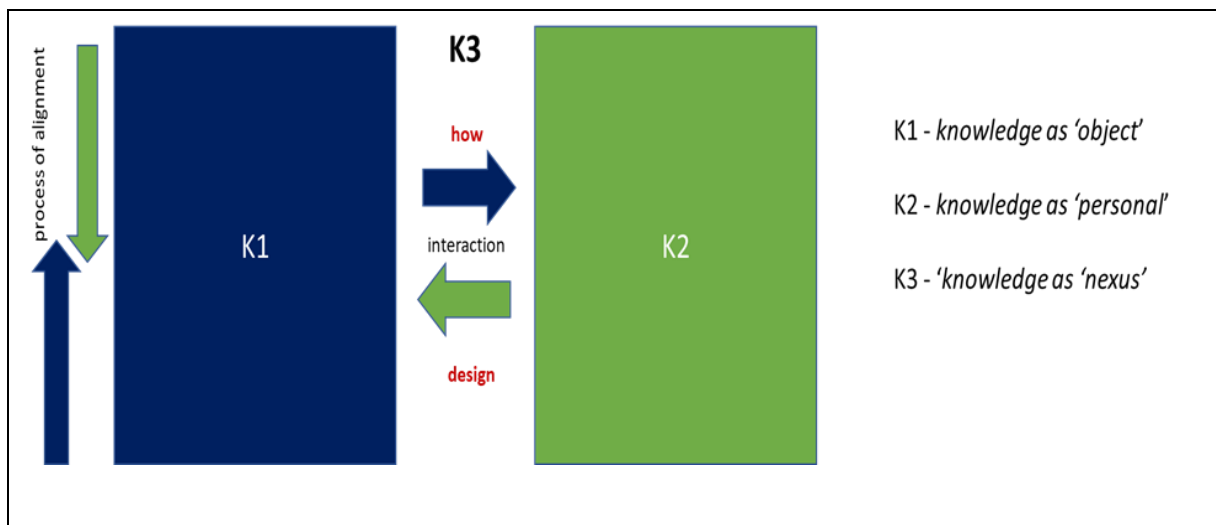 process of alignment
K1
K3
how
interaction
design
K2
K1 - knowledge as ‘object’
K2 - knowledge as ‘personal’
K3 - ‘knowledge as ‘nexus’